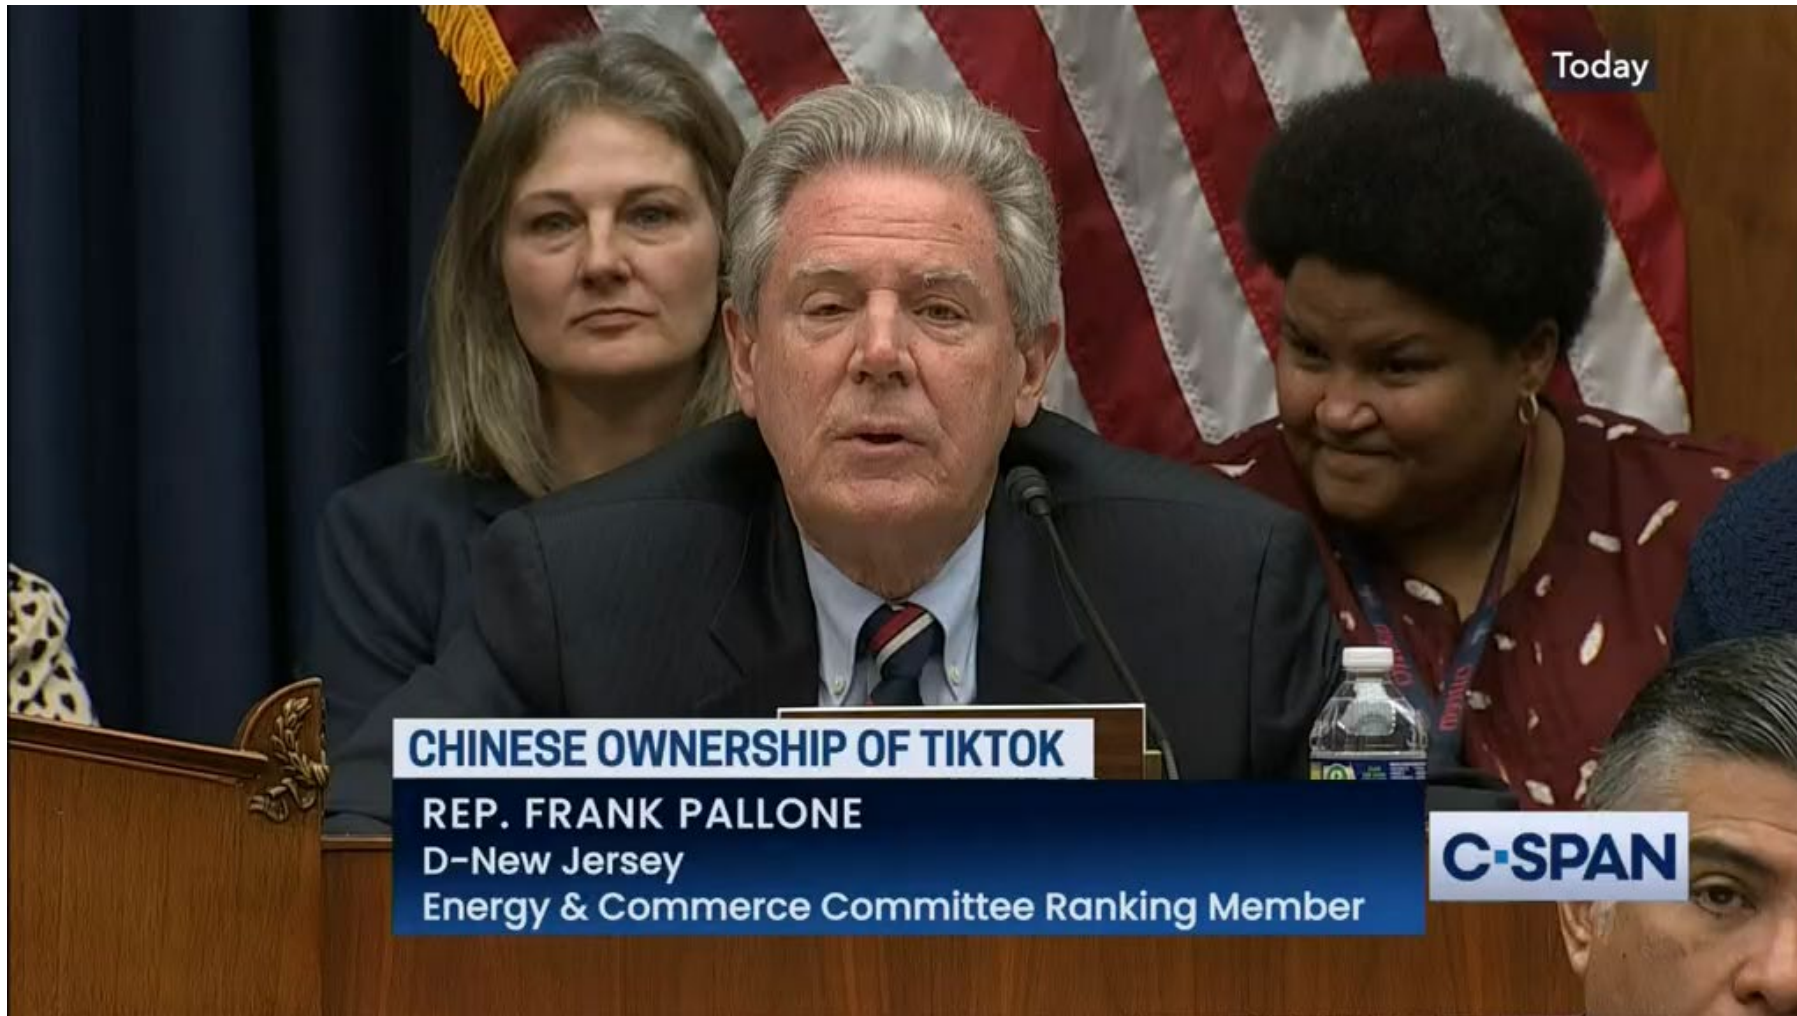 Today
CHINESE OWNERSHIP OF TIKTOK
REP. FRANK PALLONE
D-New Jersey
Energy & Commerce Committee Ranking Member
C-SPAN